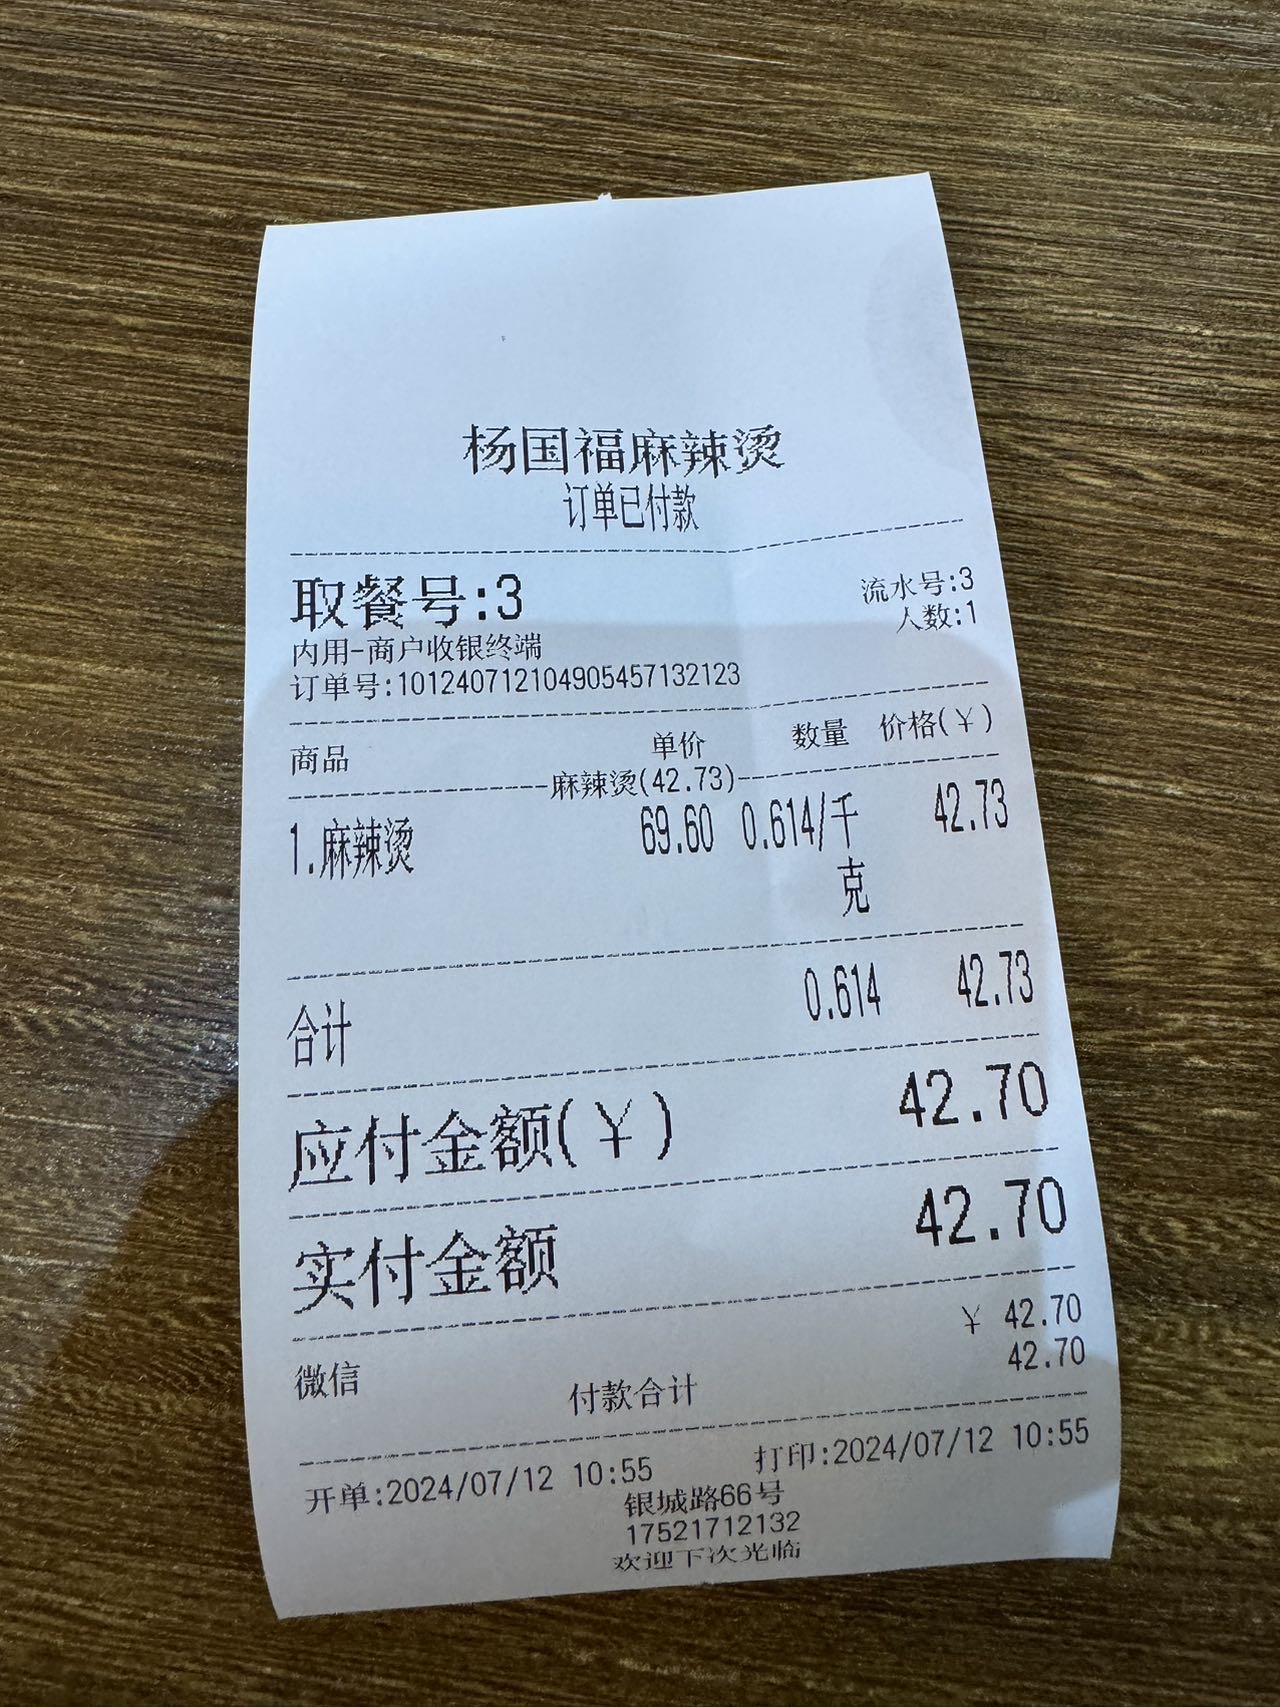 杨国福麻辣烫
订单已付款
取餐号:3
流水号:3
人数:1
内用-商户收银终端
订单号:101240712104905457132123
商品 单价 数量 价格(¥)
麻辣烫(42.73)
1.麻辣烫 69.60 0.614/千克 42.73
合计 0.614 42.73
应付金额(¥) 42.70
实付金额 42.70
微信 ¥ 42.70
付款合计 42.70
开单:2024/07/12 10:55 打印:2024/07/12 10:55
银城路66号
17521712132
欢迎下次光临